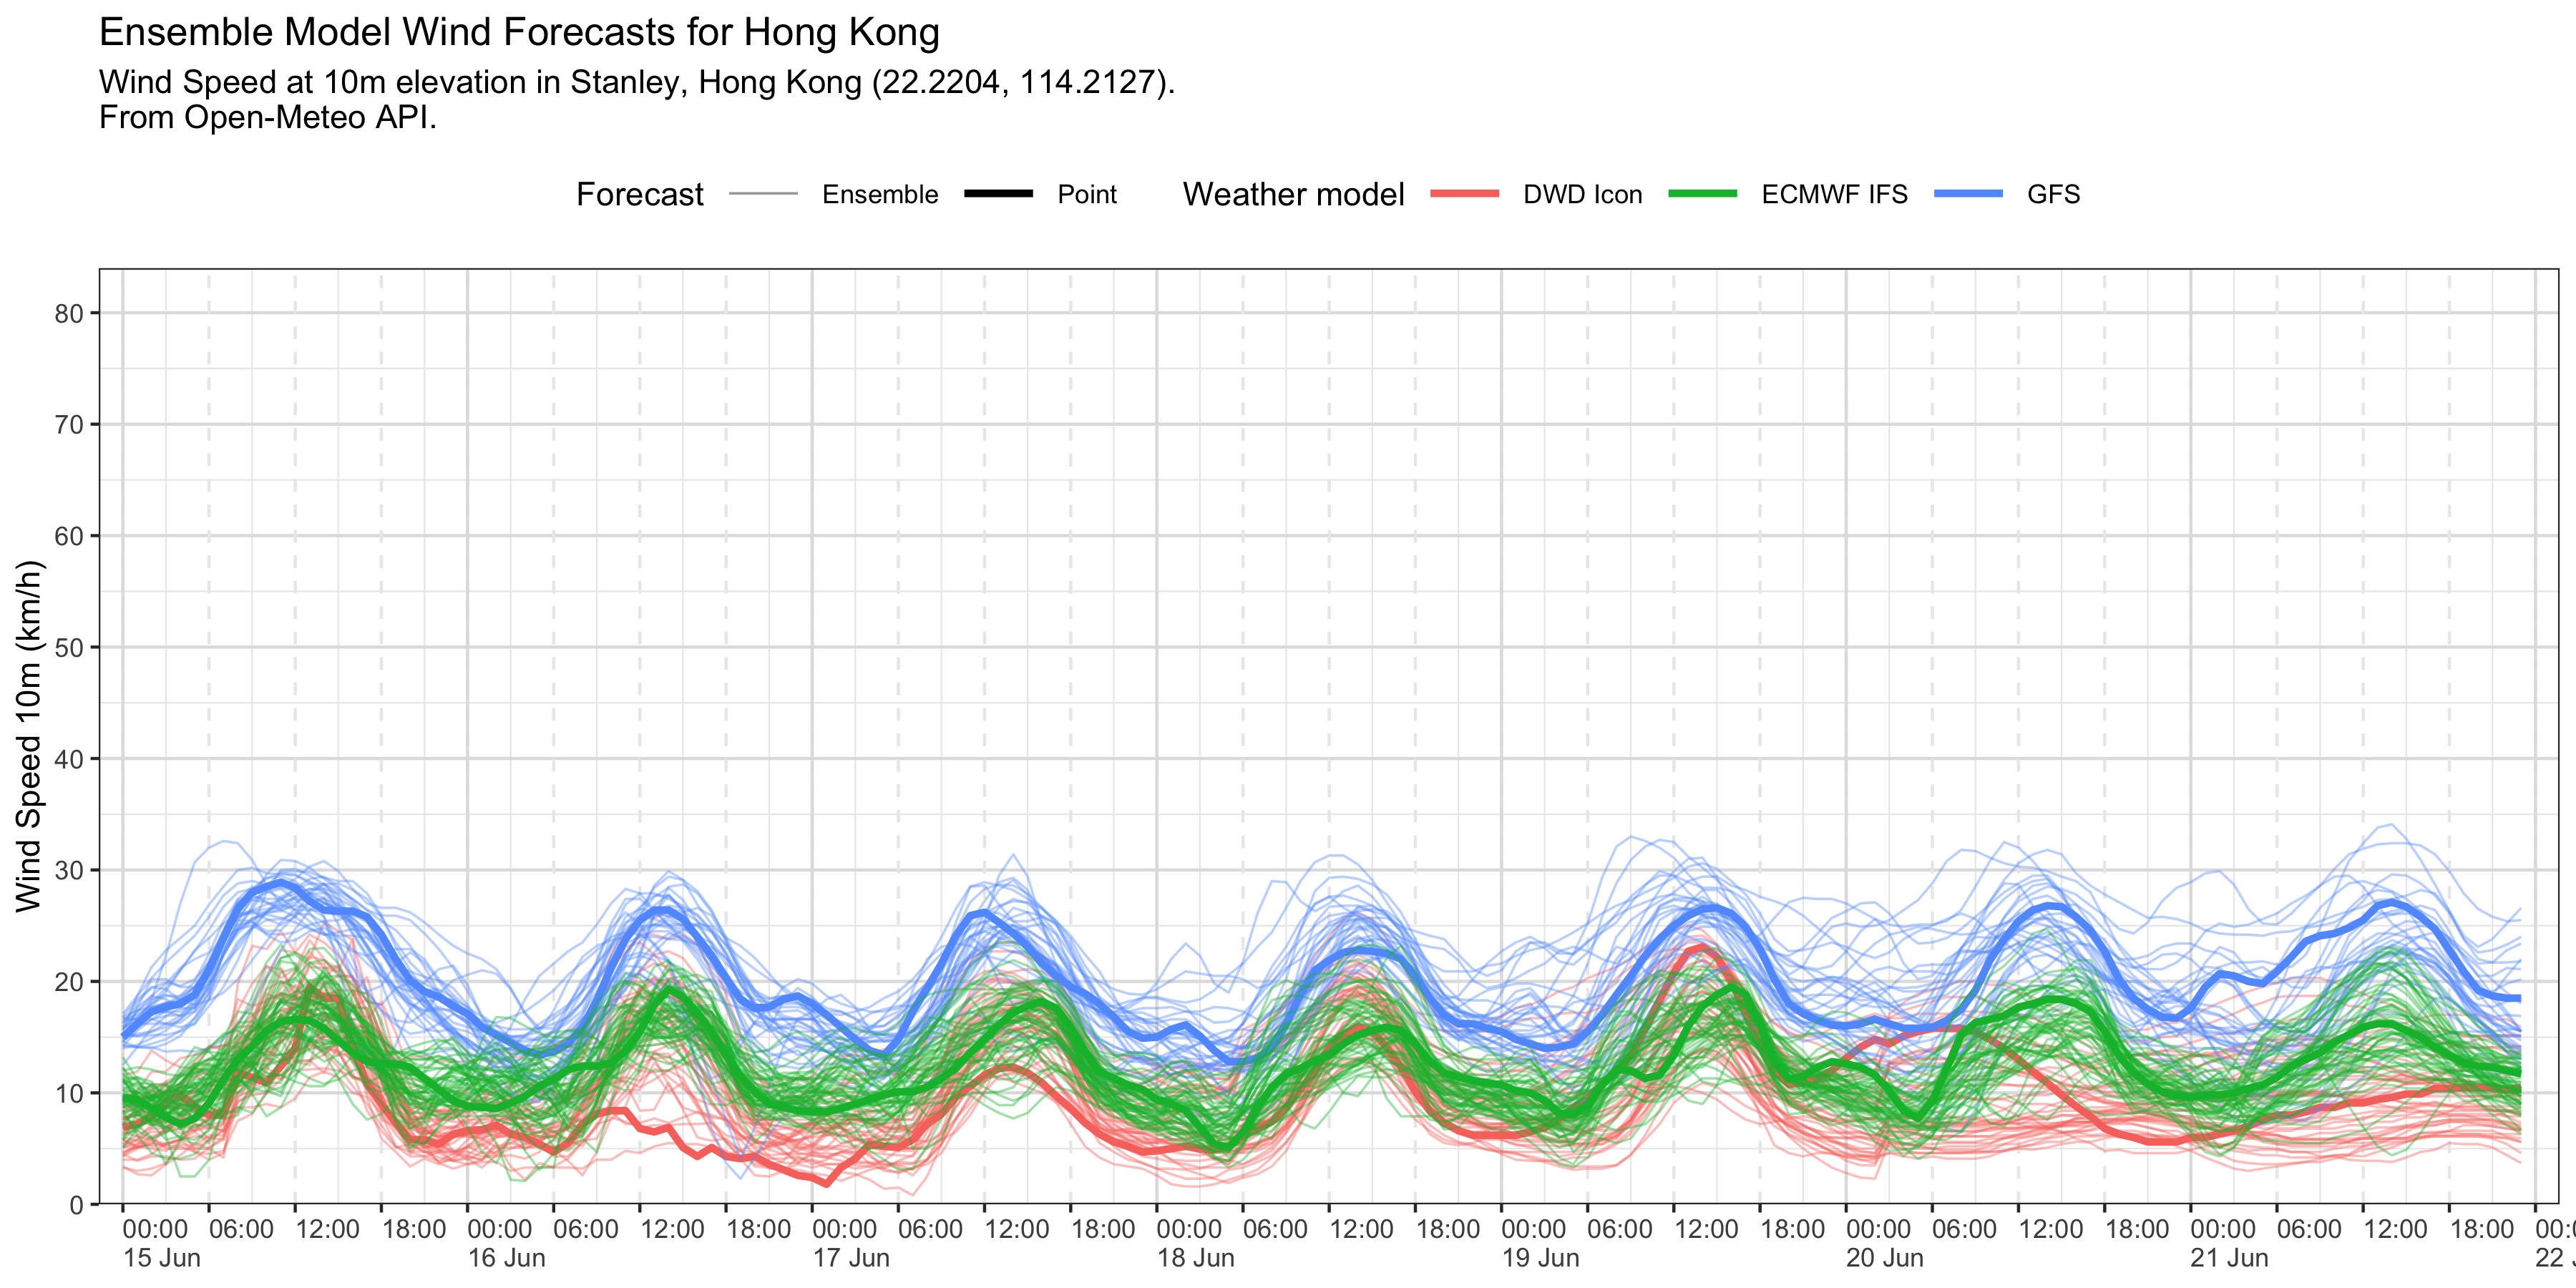 Ensemble Model Wind Forecasts for Hong Kong
Wind Speed at 10m elevation in Stanley, Hong Kong (22.2204, 114.2127).
From Open-Meteo API.
Forecast Ensemble Point Weather model DWD Icon ECMWF IFS GFS
Wind Speed 10m (km/h)
80
70
60
50
40
30
20
10
0
00:00 06:00 12:00 18:00 00:00 06:00 12:00 18:00 00:00 06:00 12:00 18:00 00:00 06:00 12:00 18:00 00:00 06:00 12:00 18:00 00:00 06:00 12:00 18:00 00:00 06:00 12:00 18:00 00:
15 Jun 16 Jun 17 Jun 18 Jun 19 Jun 20 Jun 21 Jun 22